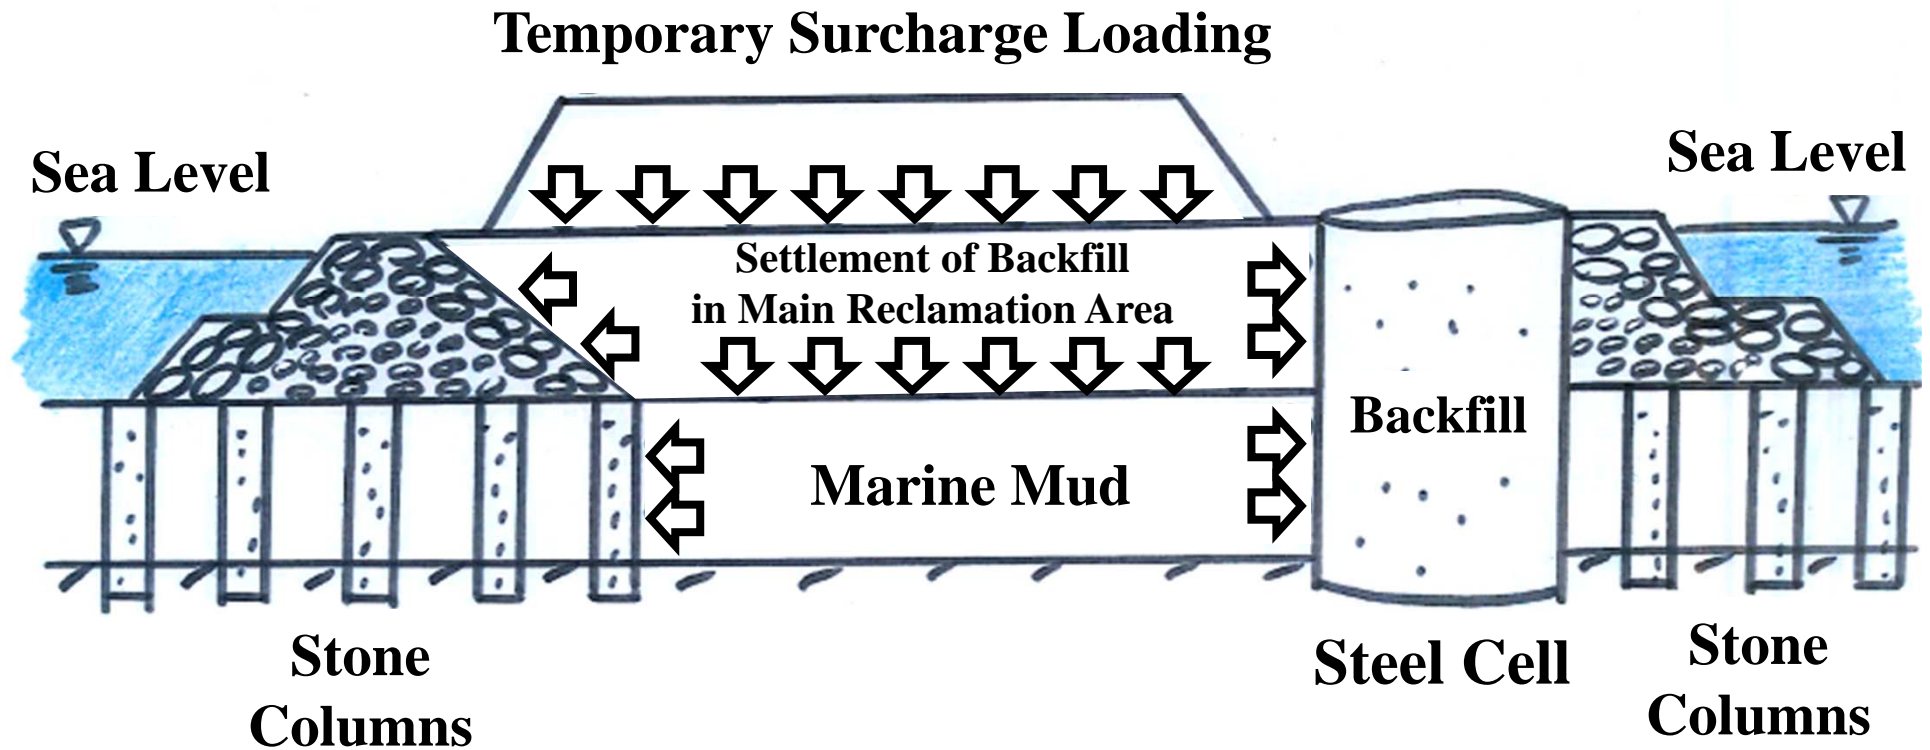 Temporary Surcharge Loading
Sea Level
Sea Level
Settlement of Backfill
in Main Reclamation Area
Backfill
Marine Mud
Stone
Columns
Steel Cell
Stone
Columns